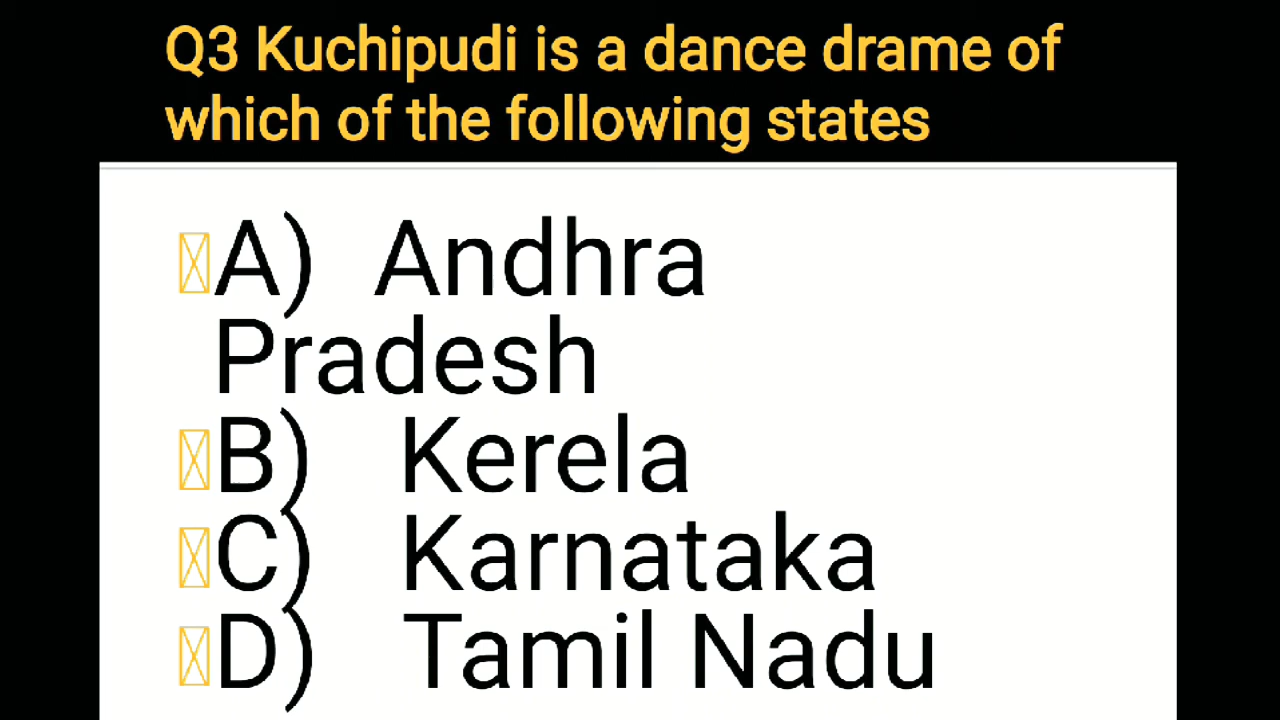 Q3 Kuchipudi is a dance drame of
which of the following states
A) Andhra
Pradesh
B) Kerela
C) Karnataka
D) Tamil Nadu